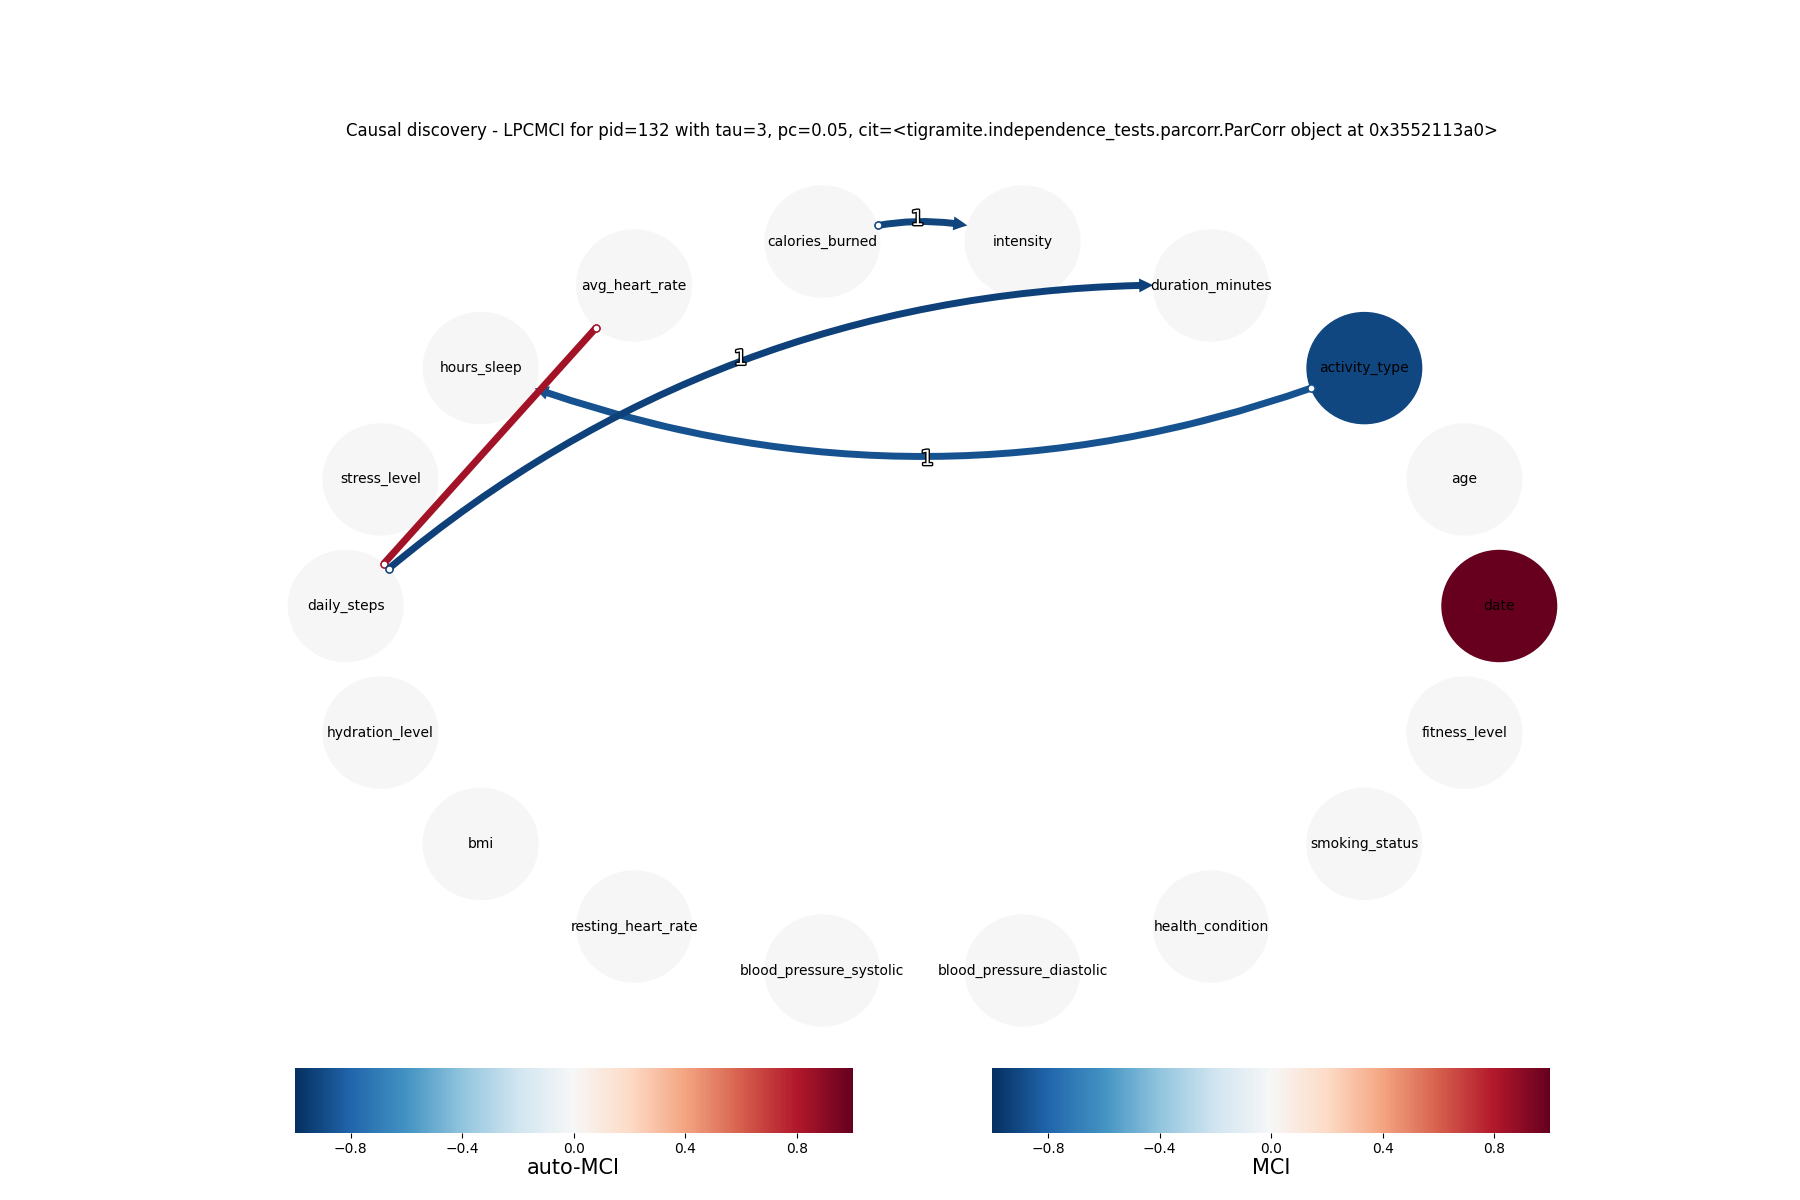 Causal discovery - LPCMCI for pid=132 with tau=3, pc=0.05, cit=<tigramite.independence_tests.parcorr.ParCorr object at 0x3552113a0>
1
calories_burned
intensity
avg_heart_rate
duration_minutes
1
hours_sleep
activity_type
1
stress_level
age
daily_steps
date
hydration_level
fitness_level
bmi
smoking_status
resting_heart_rate
health_condition
blood_pressure_systolic
blood_pressure_diastolic
−0.8 −0.4 0.0 0.4 0.8
auto-MCI
−0.8 −0.4 0.0 0.4 0.8
MCI